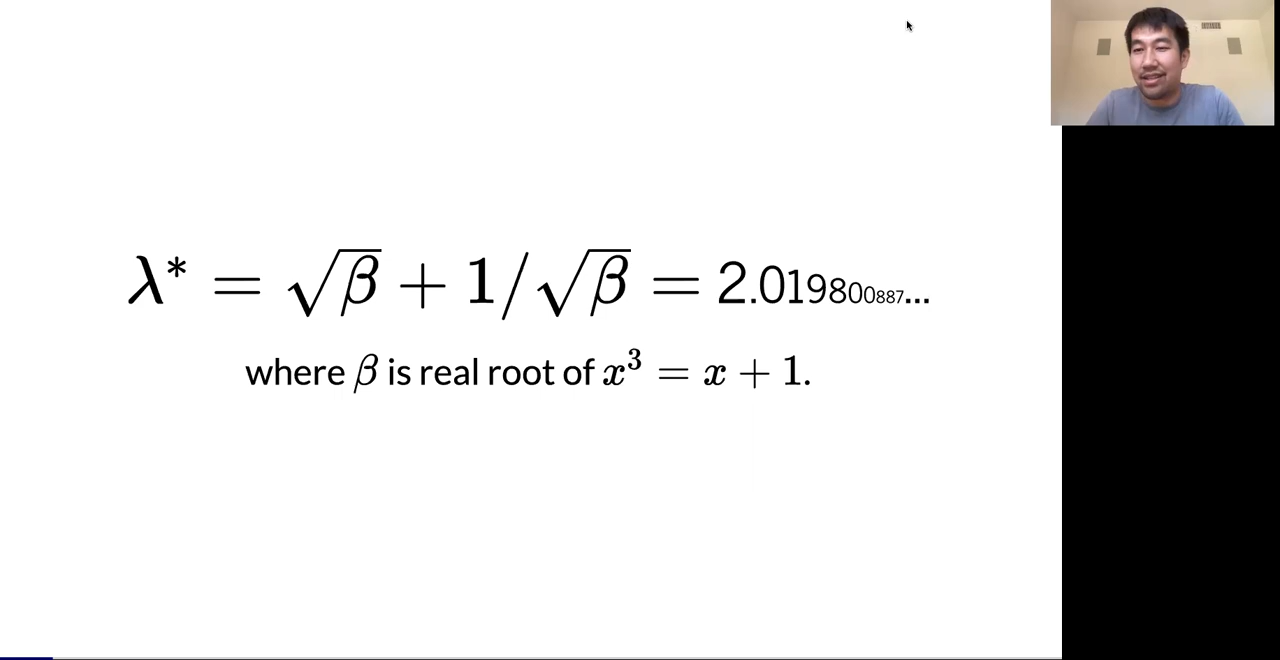 λ* = √β + 1/√β = 2.019800887...
where β is real root of x³ = x + 1.